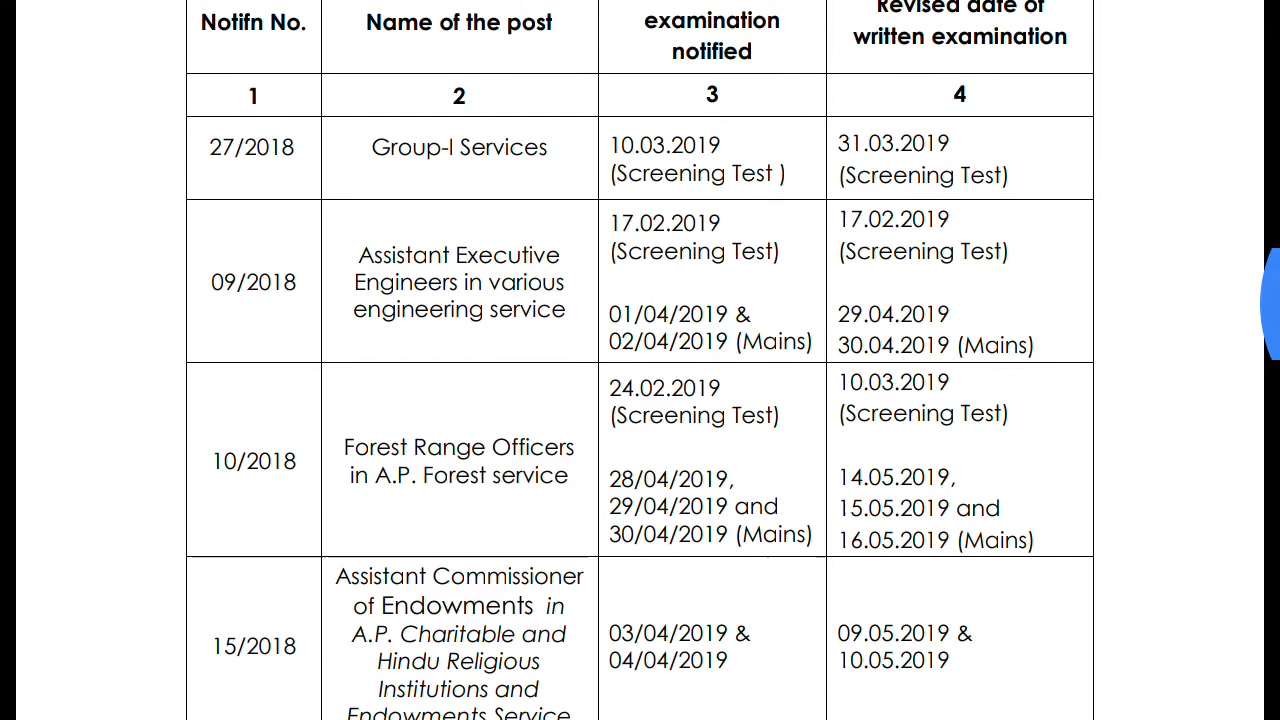 Notifn No.
Name of the post
examination
notified
Revised date of
written examination
1
2
3
4
27/2018
Group-I Services
10.03.2019
(Screening Test )
31.03.2019
(Screening Test)
09/2018
Assistant Executive
Engineers in various
engineering service
17.02.2019
(Screening Test)
01/04/2019 &
02/04/2019 (Mains)
17.02.2019
(Screening Test)
29.04.2019
30.04.2019 (Mains)
10/2018
Forest Range Officers
in A.P. Forest service
24.02.2019
(Screening Test)
28/04/2019,
29/04/2019 and
30/04/2019 (Mains)
10.03.2019
(Screening Test)
14.05.2019,
15.05.2019 and
16.05.2019 (Mains)
15/2018
Assistant Commissioner
of Endowments in
A.P. Charitable and
Hindu Religious
Institutions and
Endowments Service
03/04/2019 &
04/04/2019
09.05.2019 &
10.05.2019